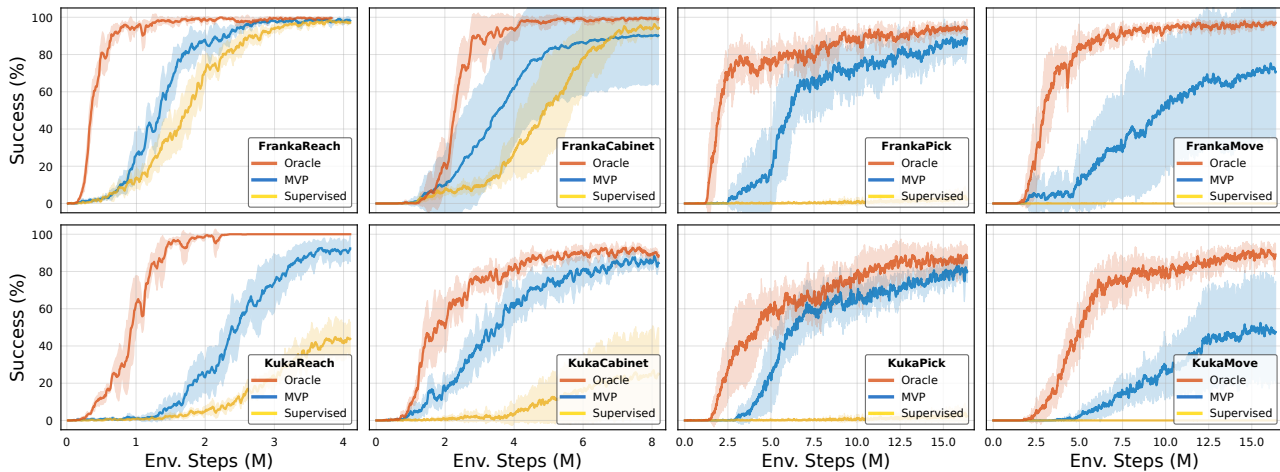 100
80
60
40
20
0
Success (%)
FrankaReach
Oracle
MVP
Supervised
FrankaCabinet
Oracle
MVP
Supervised
FrankaPick
Oracle
MVP
Supervised
FrankaMove
Oracle
MVP
Supervised
100
80
60
40
20
0
Success (%)
KukaReach
Oracle
MVP
Supervised
0 1 2 3 4
Env. Steps (M)
KukaCabinet
Oracle
MVP
Supervised
0 2 4 6 8
Env. Steps (M)
KukaPick
Oracle
MVP
Supervised
0.0 2.5 5.0 7.5 10.0 12.5 15.0
Env. Steps (M)
KukaMove
Oracle
MVP
Supervised
0.0 2.5 5.0 7.5 10.0 12.5 15.0
Env. Steps (M)